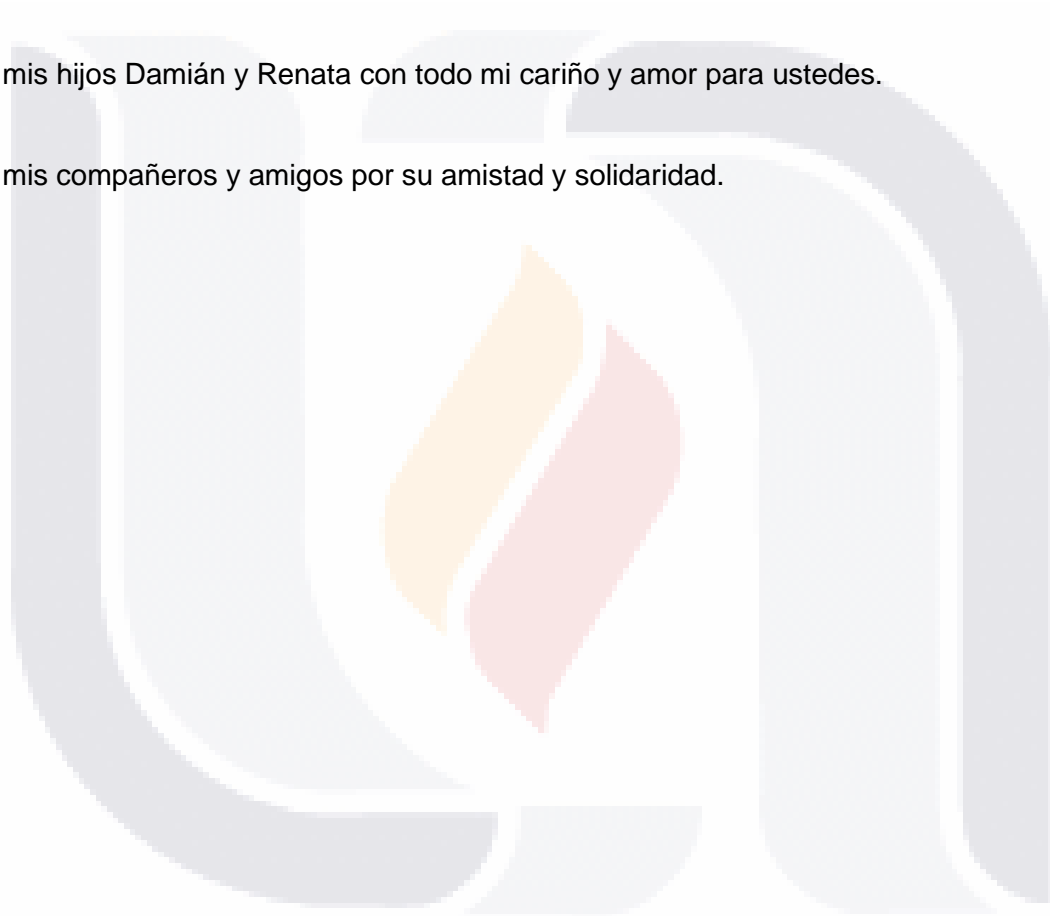 mis hijos Damián y Renata con todo mi cariño y amor para ustedes.
mis compañeros y amigos por su amistad y solidaridad.